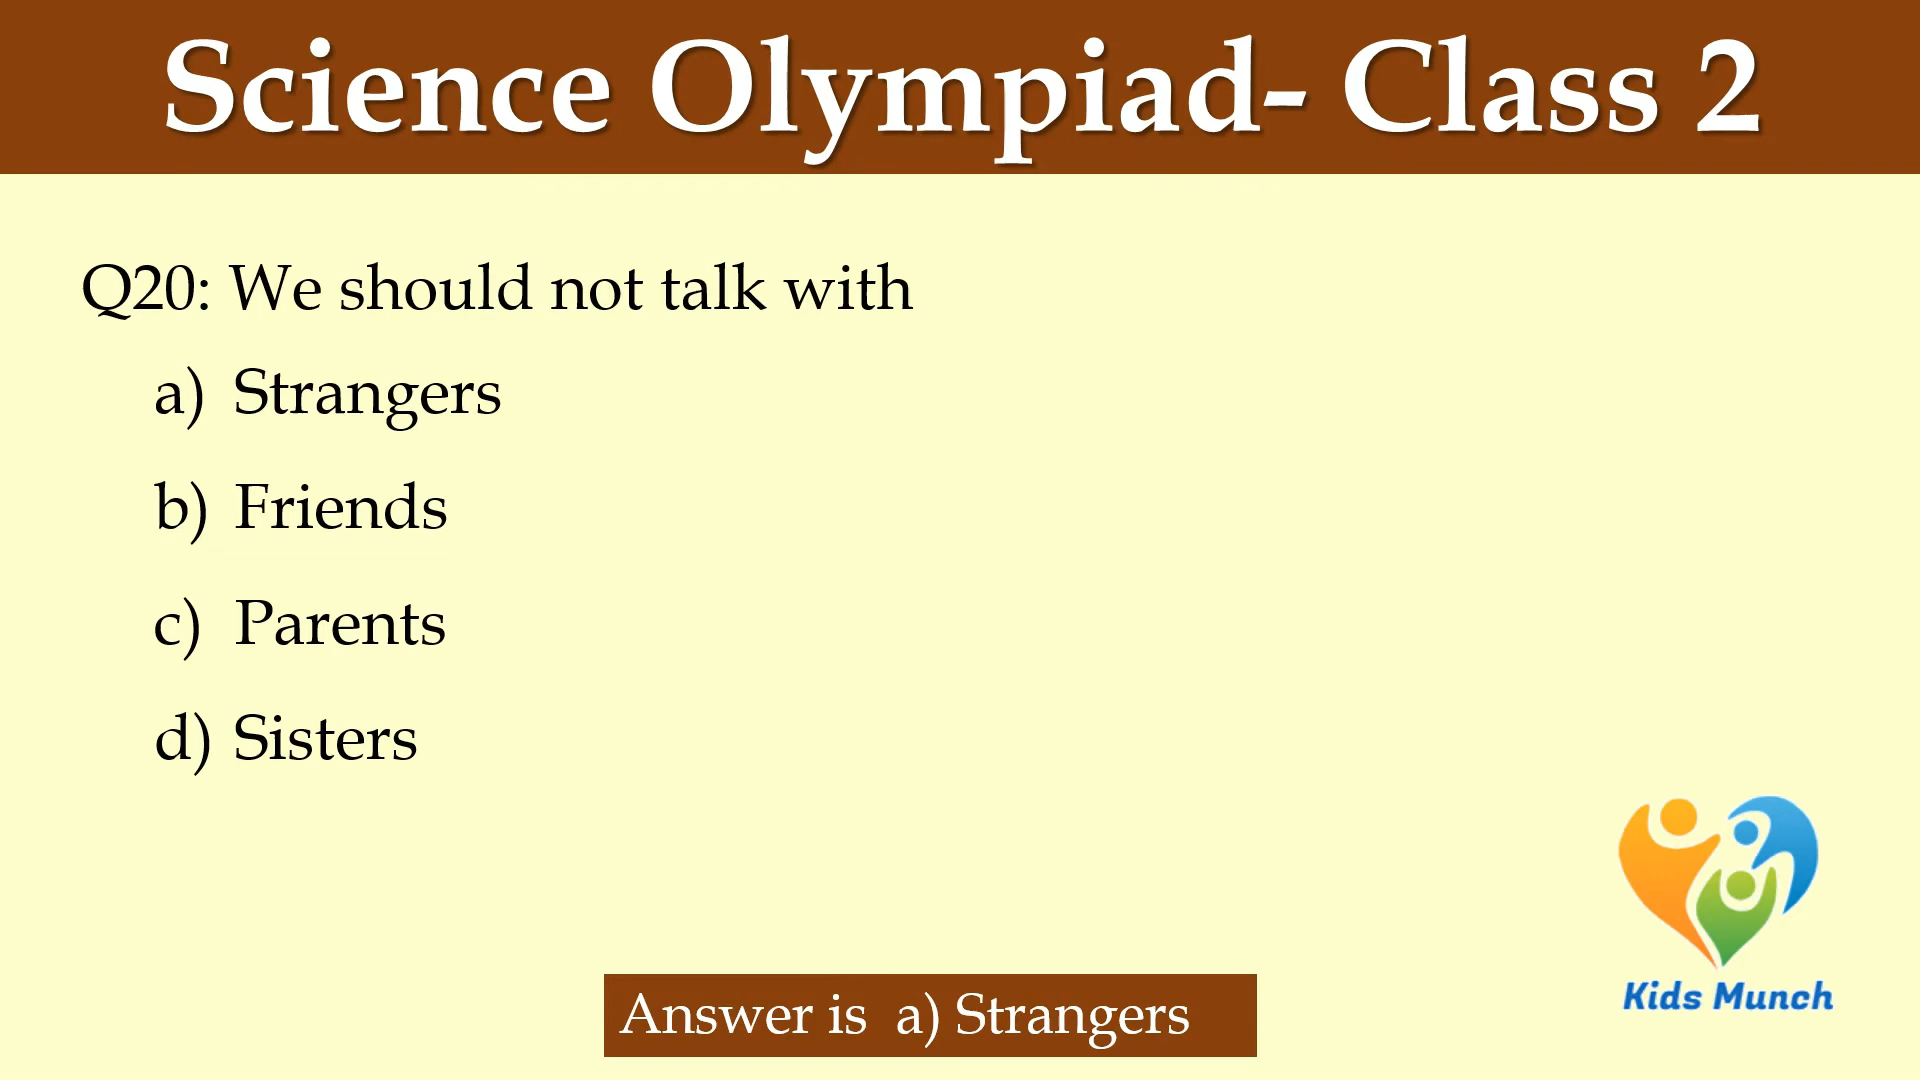 Science Olympiad- Class 2
Q20: We should not talk with
a) Strangers
b) Friends
c) Parents
d) Sisters
Kids Munch
Answer is a) Strangers